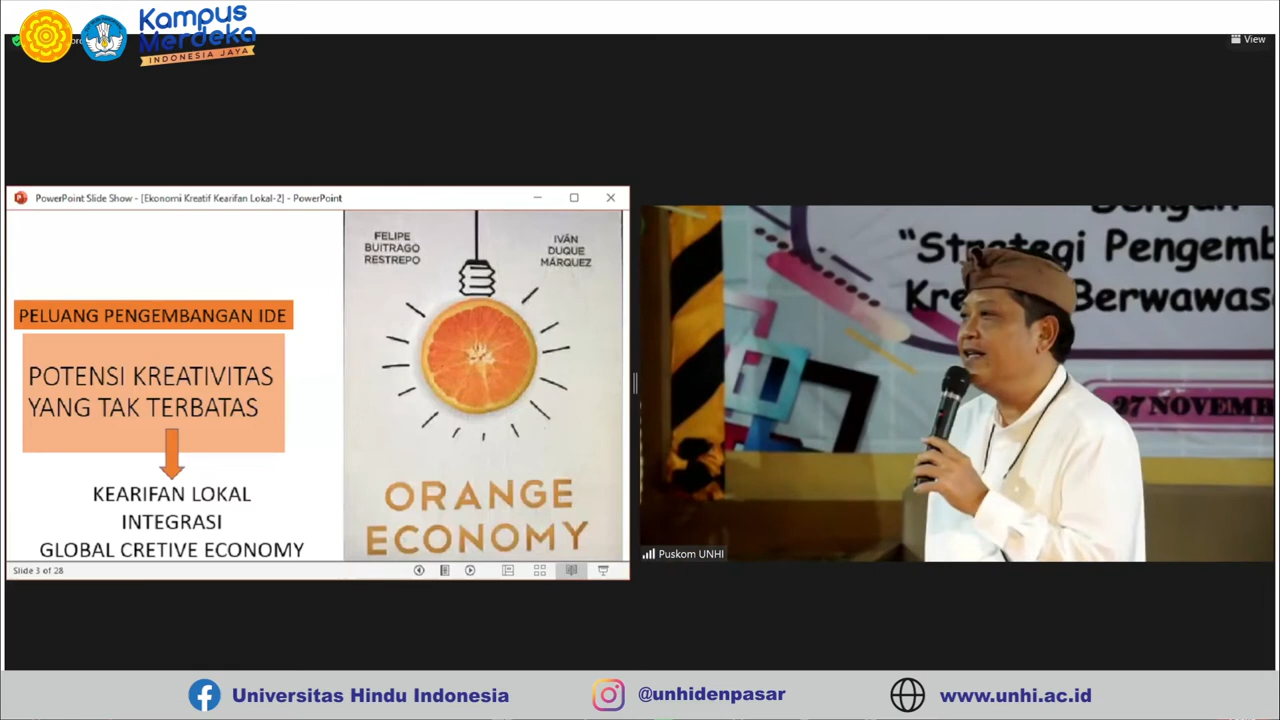 Kampus
Merdeka
INDONESIA JAYA
View
PowerPoint Slide Show - [Ekonomi Kreatif Kearifan Lokal-2] - PowerPoint
FELIPE
BUITRAGO
RESTREPO
IVÁN
DUQUE
MÁRQUEZ
PELUANG PENGEMBANGAN IDE
POTENSI KREATIVITAS
YANG TAK TERBATAS
KEARIFAN LOKAL
INTEGRASI
GLOBAL CRETIVE ECONOMY
ORANGE
ECONOMY
Slide 3 of 28
Dengan
"Strategi Pengemb
Kre Berwawas
27 NOVEMB
Puskom UNHI
Universitas Hindu Indonesia
@unhidenpasar
www.unhi.ac.id